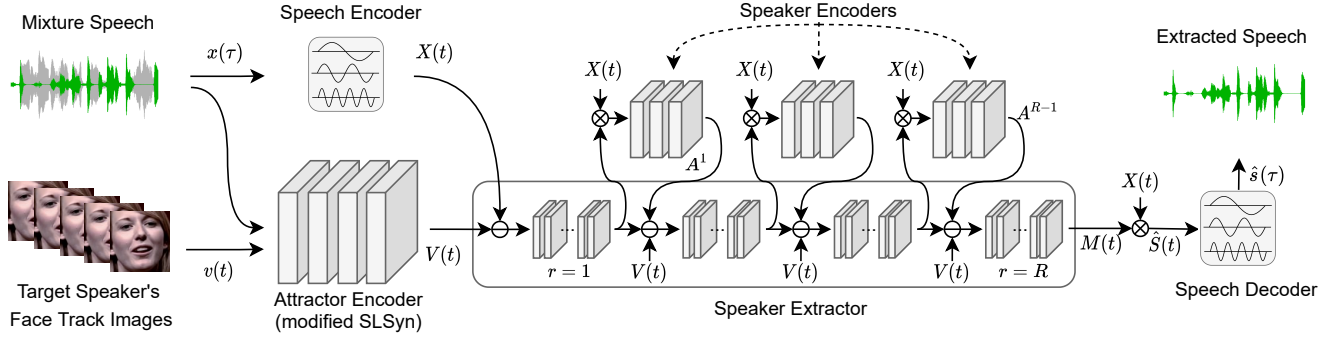 Mixture Speech
x(τ)
Speech Encoder
X(t)
Speaker Encoders
X(t)
X(t)
X(t)
A^1
A^{R−1}
Extracted Speech
ŝ(τ)
X(t)
v(t)
V(t)
r = 1
...
V(t)
...
V(t)
...
V(t)
r = R
...
M(t)
Ŝ(t)
Target Speaker's
Face Track Images
Attractor Encoder
(modified SLSyn)
Speaker Extractor
Speech Decoder